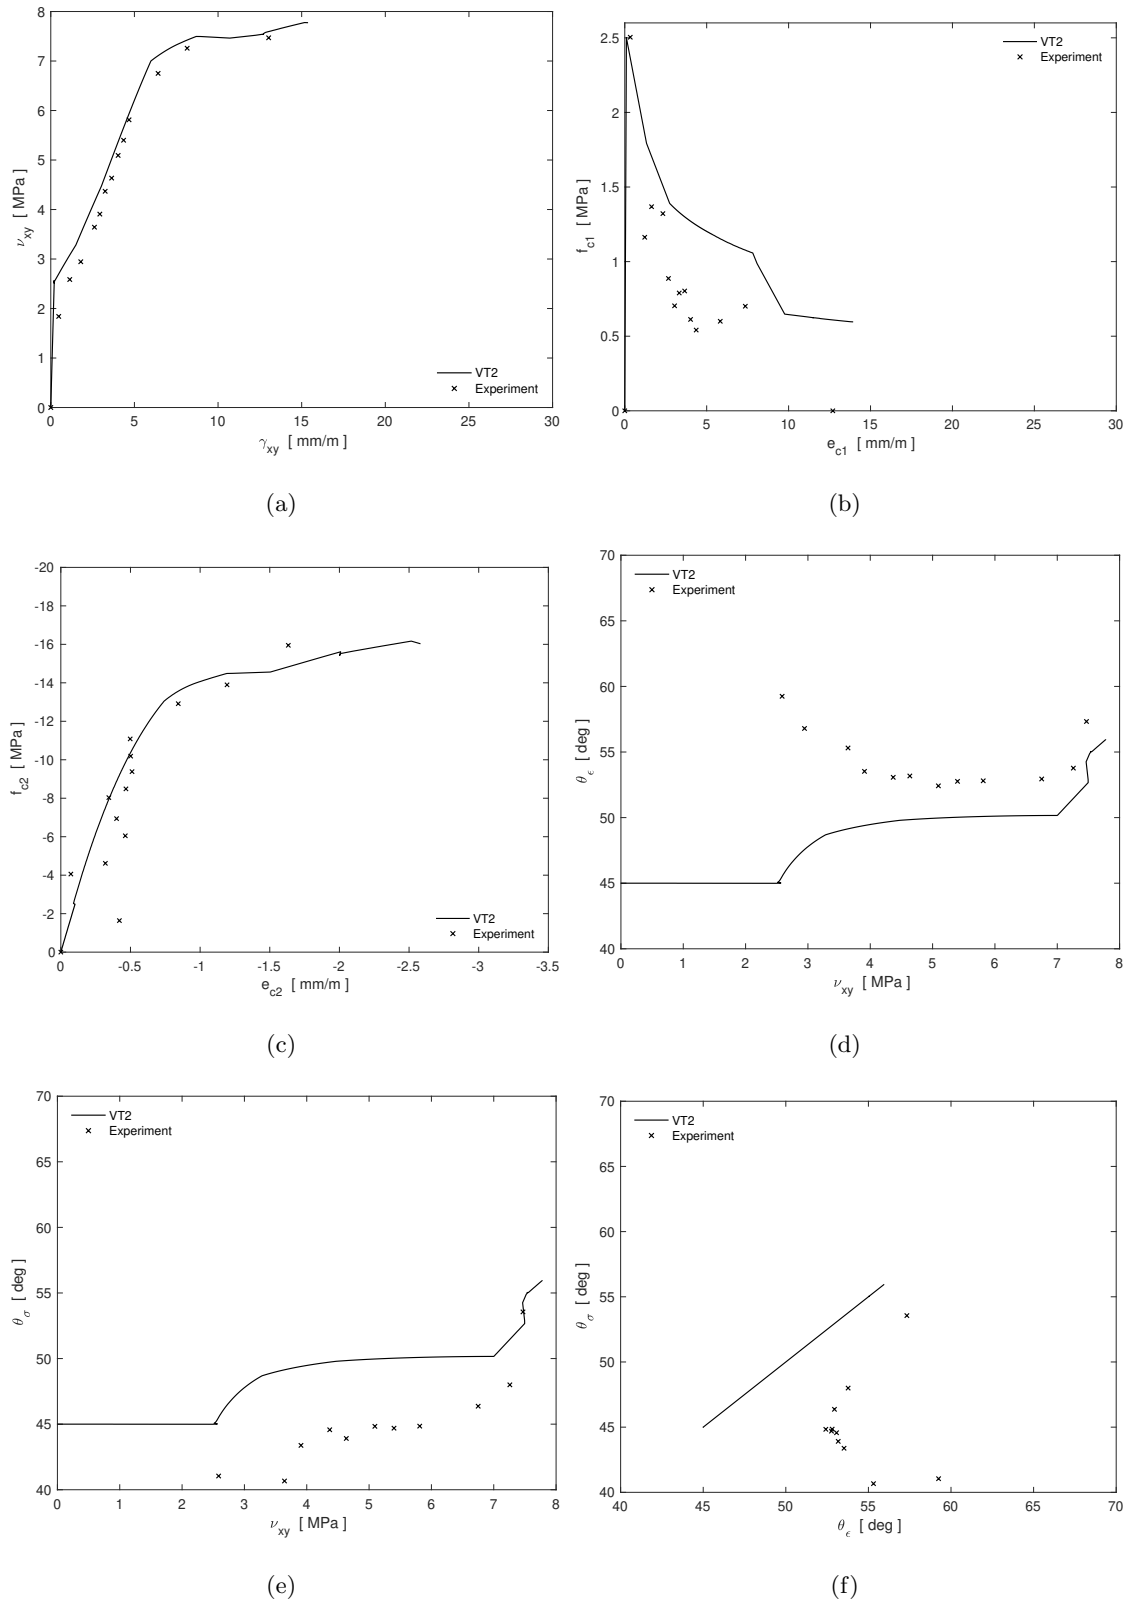 8
7
6
5
4
3
2
1
0
ν_xy [ MPa ]
VT2
Experiment
0 5 10 15 20 25 30
γ_xy [ mm/m ]
(a)
2.5
2
1.5
1
0.5
0
f_c1 [ MPa ]
VT2
Experiment
0 5 10 15 20 25 30
e_c1 [ mm/m ]
(b)
-20
-18
-16
-14
-12
-10
-8
-6
-4
-2
0
f_c2 [ MPa ]
VT2
Experiment
0 -0.5 -1 -1.5 -2 -2.5 -3 -3.5
e_c2 [ mm/m ]
(c)
70
65
60
55
50
45
40
θ_ϵ [ deg ]
VT2
Experiment
0 1 2 3 4 5 6 7 8
ν_xy [ MPa ]
(d)
70
65
60
55
50
45
40
θ_σ [ deg ]
VT2
Experiment
0 1 2 3 4 5 6 7 8
ν_xy [ MPa ]
(e)
70
65
60
55
50
45
40
θ_σ [ deg ]
VT2
Experiment
40 45 50 55 60 65 70
θ_ϵ [ deg ]
(f)